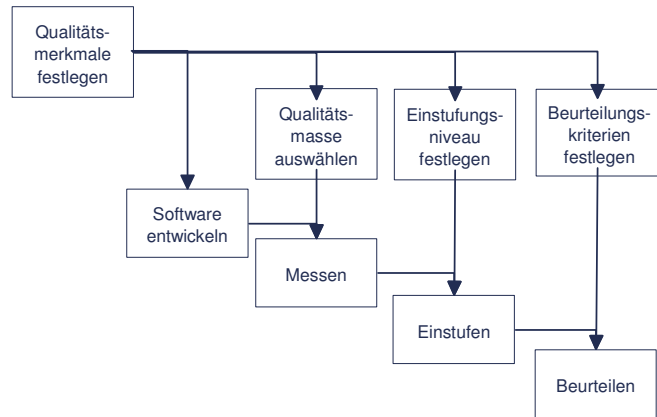 Qualitäts-
merkmale
festlegen
Qualitäts-
masse
auswählen
Einstufungs-
niveau
festlegen
Beurteilungs-
kriterien
festlegen
Software
entwickeln
Messen
Einstufen
Beurteilen